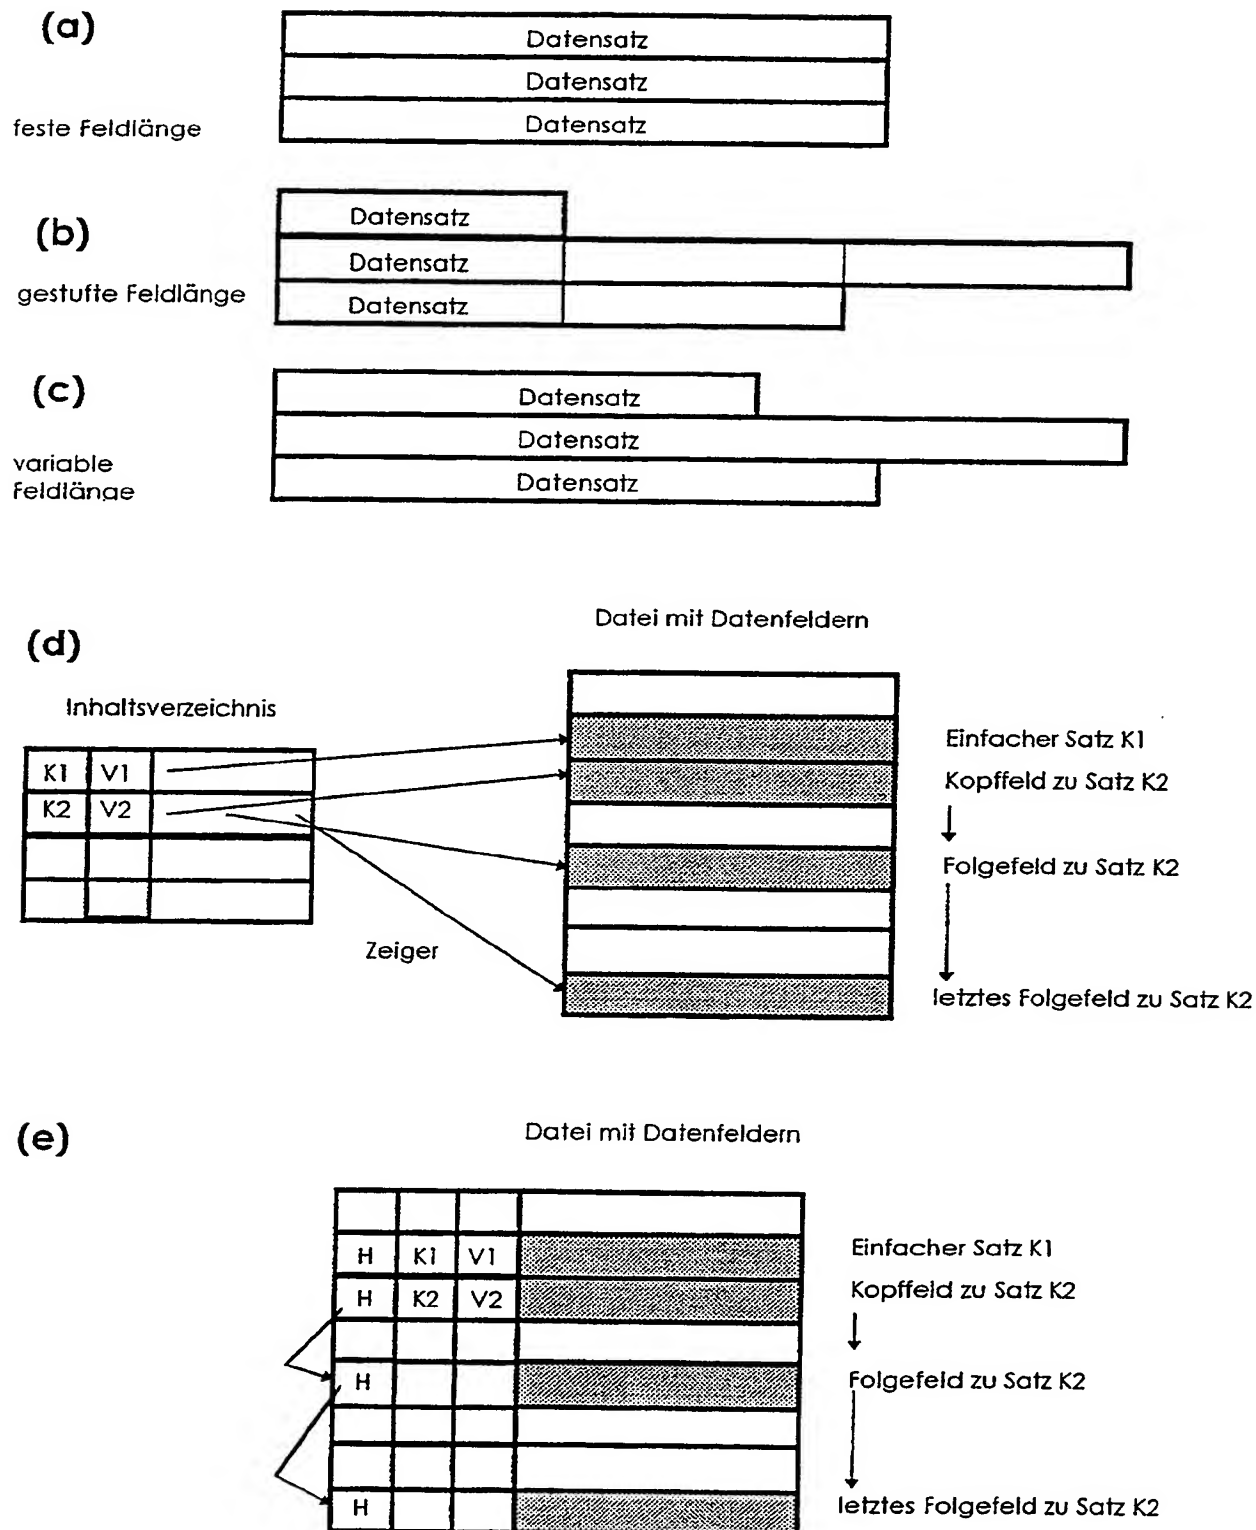 (a)
Datensatz
Datensatz
Datensatz
feste Feldlänge
(b)
Datensatz
Datensatz
Datensatz
gestufte Feldlänge
(c)
Datensatz
Datensatz
Datensatz
variable
Feldlänge
(d)
Datei mit Datenfeldern
Inhaltsverzeichnis
K1 V1
K2 V2
Zeiger
Einfacher Satz K1
Kopffeld zu Satz K2
Folgefeld zu Satz K2
letztes Folgefeld zu Satz K2
(e)
Datei mit Datenfeldern
H K1 V1
H K2 V2
H
H
Einfacher Satz K1
Kopffeld zu Satz K2
Folgefeld zu Satz K2
letztes Folgefeld zu Satz K2